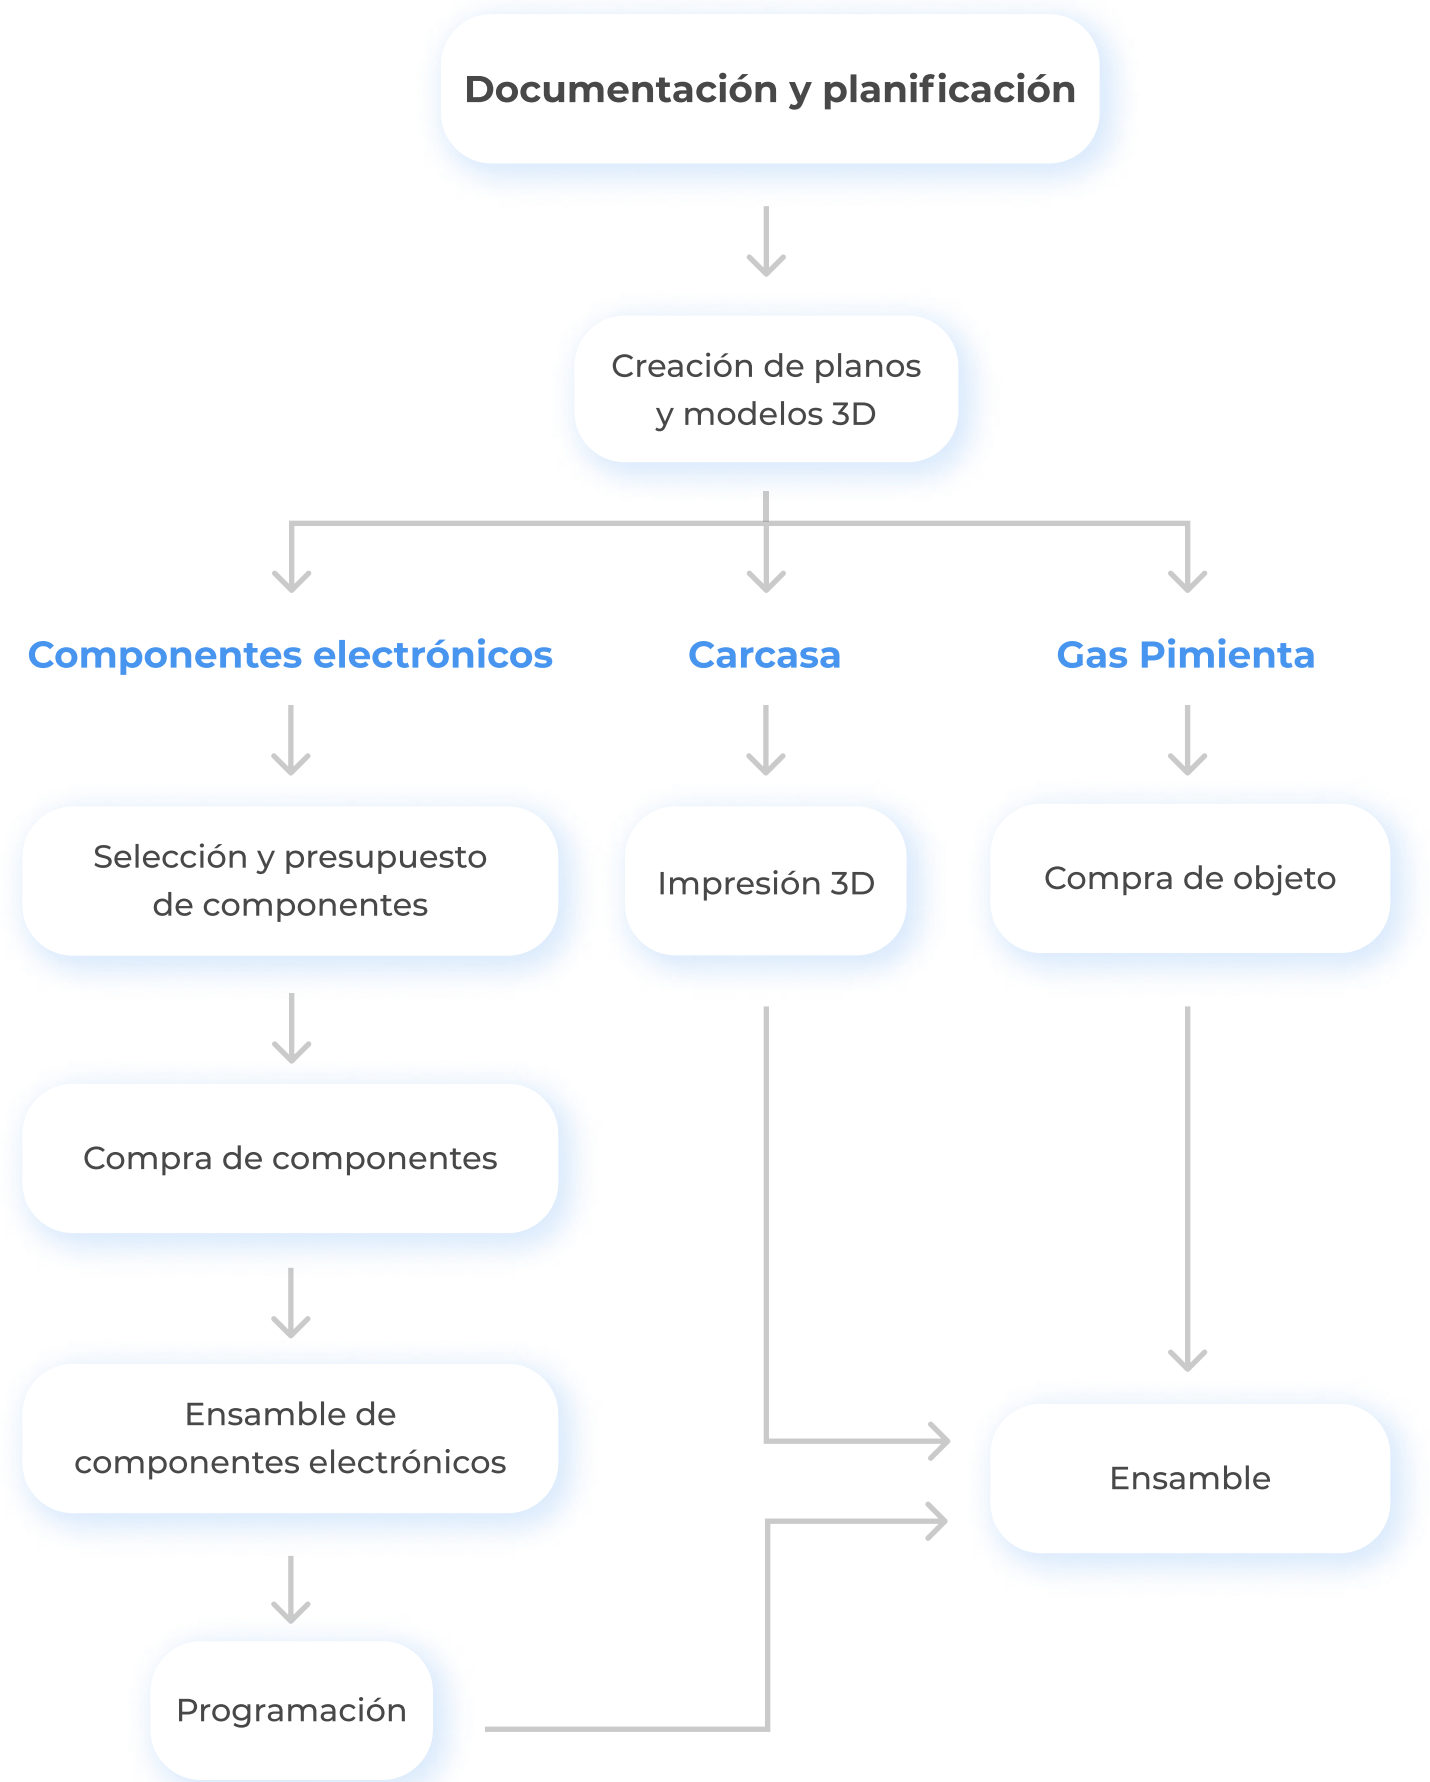 Documentación y planificación
Creación de planos
y modelos 3D
Componentes electrónicos
Carcasa
Gas Pimienta
Selección y presupuesto
de componentes
Impresión 3D
Compra de objeto
Compra de componentes
Ensamble de
componentes electrónicos
Ensamble
Programación